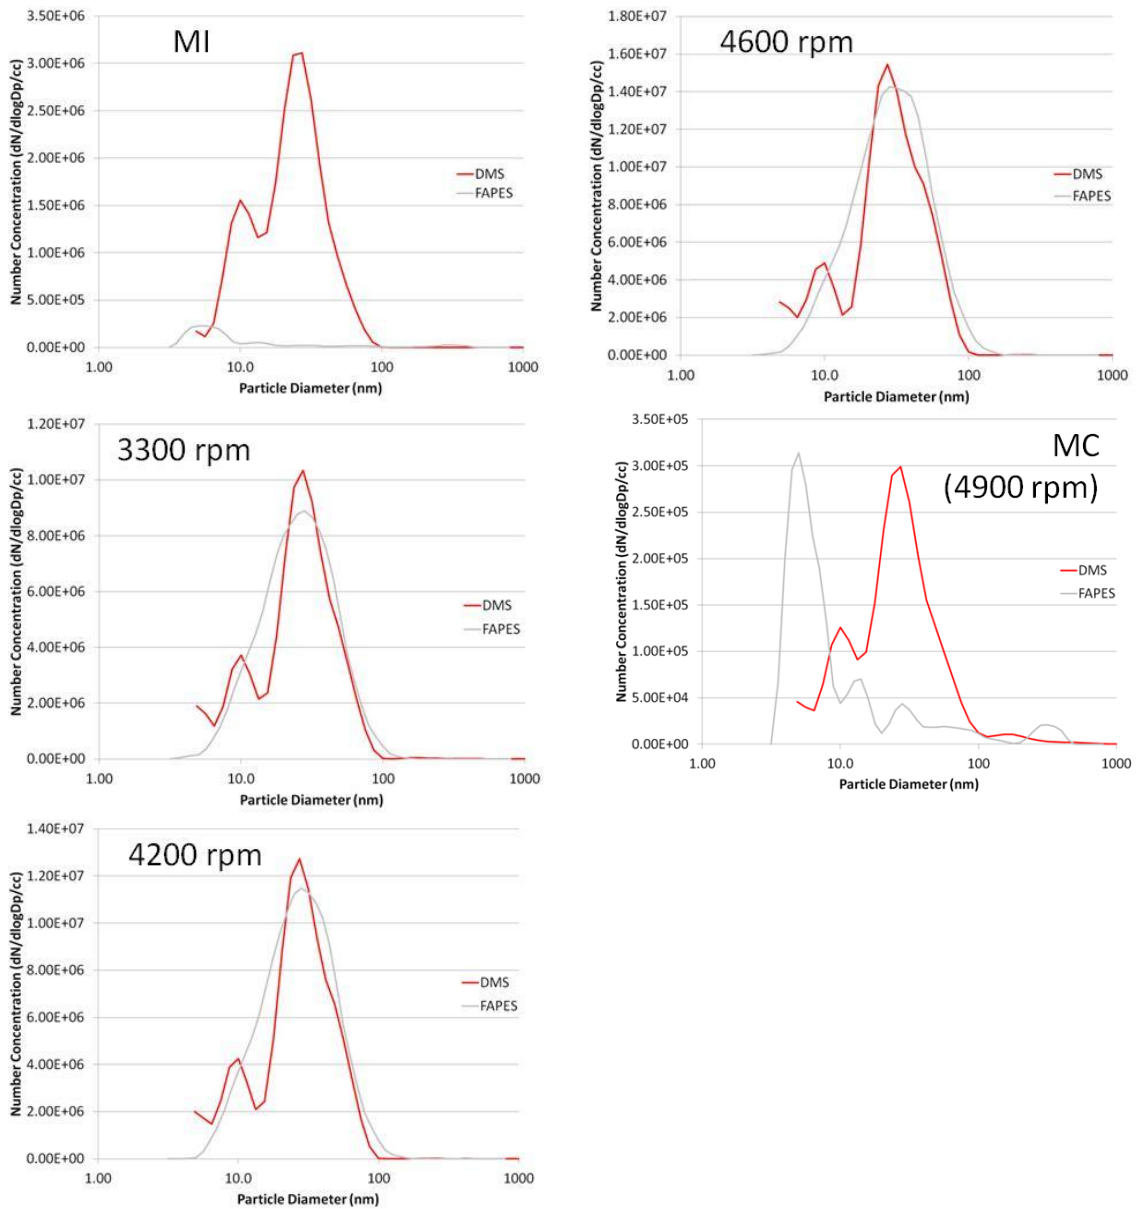 MI
Number Concentration (dN/dlogDp/cc)
3.50E+06
3.00E+06
2.50E+06
2.00E+06
1.50E+06
1.00E+06
5.00E+05
0.00E+00
1.00 10.0 100 1000
Particle Diameter (nm)
DMS
FAPES
4600 rpm
Number Concentration (dN/dlogDp/cc)
1.80E+07
1.60E+07
1.40E+07
1.20E+07
1.00E+07
8.00E+06
6.00E+06
4.00E+06
2.00E+06
0.00E+00
1.00 10.0 100 1000
Particle Diameter (nm)
DMS
FAPES
3300 rpm
Number Concentration (dN/dlogDp/cc)
1.20E+07
1.00E+07
8.00E+06
6.00E+06
4.00E+06
2.00E+06
0.00E+00
1.00 10.0 100 1000
Particle Diameter (nm)
DMS
FAPES
MC
(4900 rpm)
Number Concentration (dN/dlogDp/cc)
3.50E+05
3.00E+05
2.50E+05
2.00E+05
1.50E+05
1.00E+05
5.00E+04
0.00E+00
1.00 10.0 100 1000
Particle Diameter (nm)
DMS
FAPES
4200 rpm
Number Concentration (dN/dlogDp/cc)
1.40E+07
1.20E+07
1.00E+07
8.00E+06
6.00E+06
4.00E+06
2.00E+06
0.00E+00
1.00 10.0 100 1000
Particle Diameter (nm)
DMS
FAPES